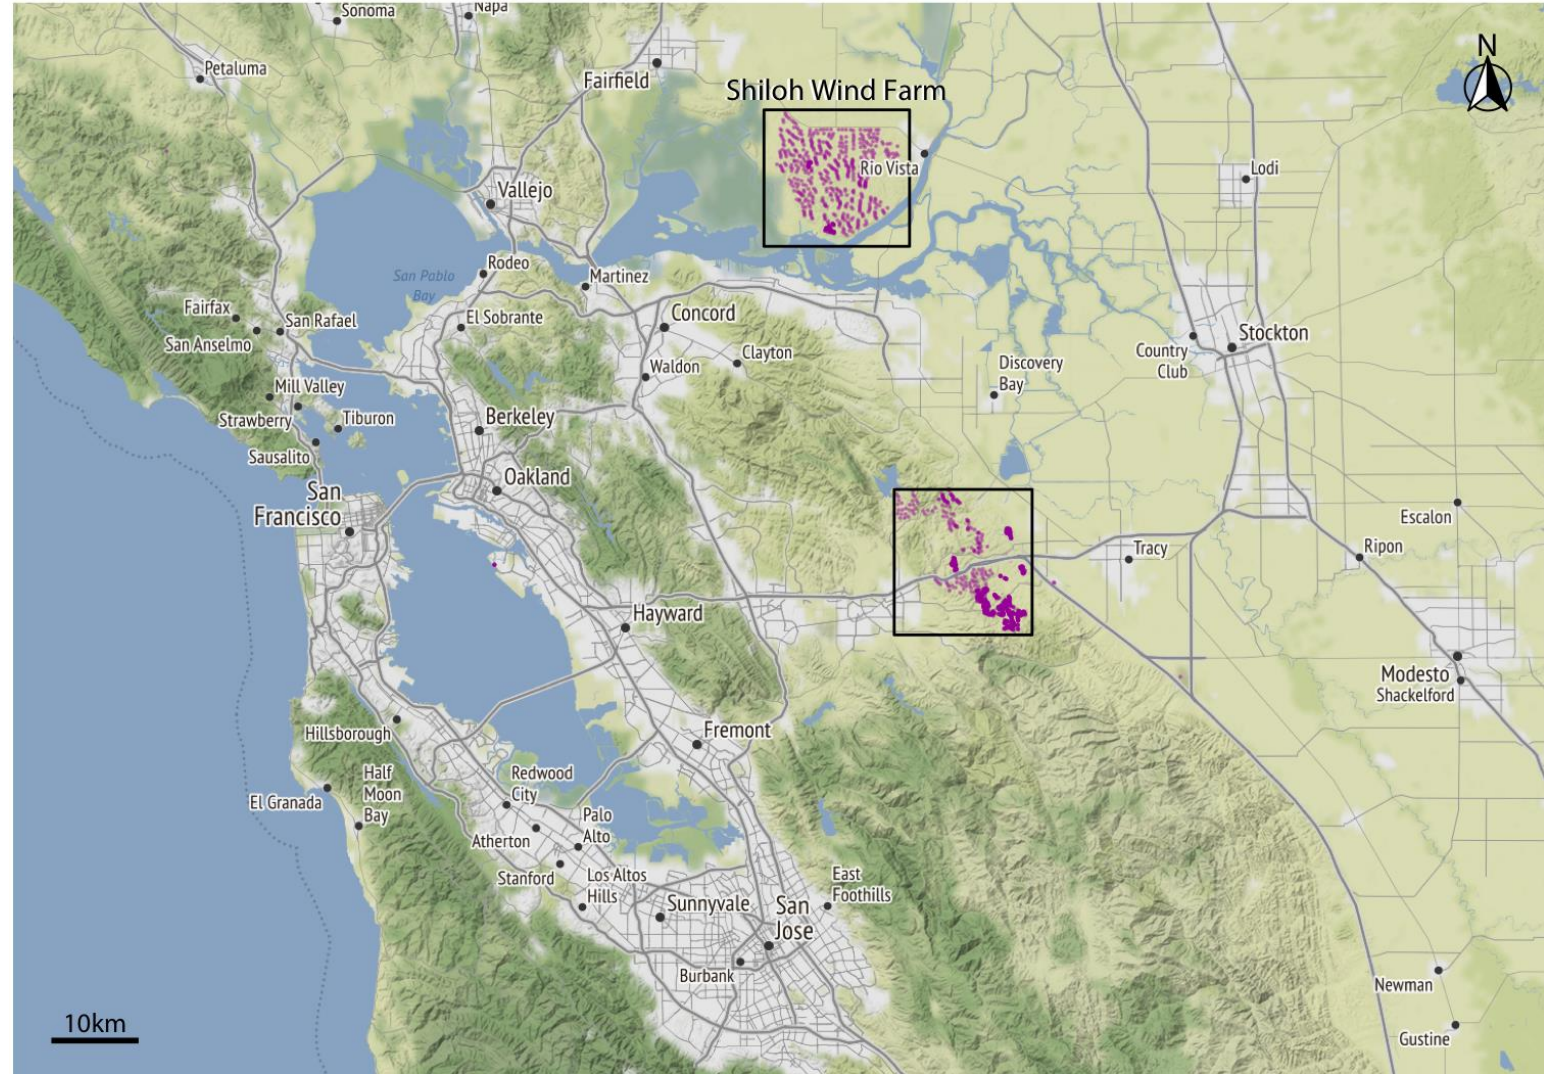 Sonoma
Napa
N
Petaluma
Fairfield
Shiloh Wind Farm
Rio Vista
Lodi
Vallejo
San Pablo
Bay
Rodeo
Martinez
Fairfax
San Rafael
El Sobrante
Concord
San Anselmo
Stockton
Country
Club
Clayton
Waldon
Discovery
Bay
Mill Valley
Strawberry
Tiburon
Berkeley
Sausalito
Oakland
San
Francisco
Escalon
Tracy
Ripon
Hayward
Modesto
Shackelford
Hillsborough
Fremont
Half
Moon
Bay
El Granada
Redwood
City
Palo
Alto
Atherton
Stanford
Los Altos
Hills
East
Foothills
Sunnyvale
San
Jose
Burbank
Newman
Gustine
10km